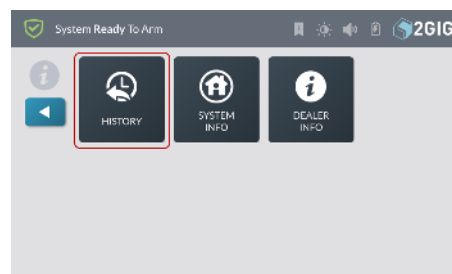 System Ready To Arm
2GIG
HISTORY
SYSTEM
INFO
DEALER
INFO